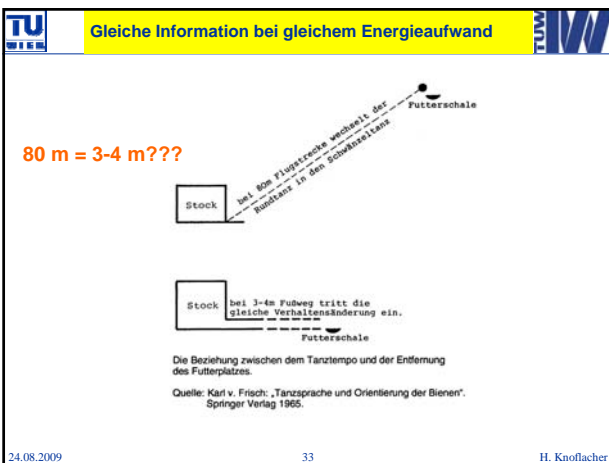 TU
WIEN
Gleiche Information bei gleichem Energieaufwand
TUW
IVV
80 m = 3-4 m???
Futterschale
bei 80m Flugstrecke wechselt der
Rundtanz in den Schwänzeltanz
Stock
Stock
bei 3-4m Fußweg tritt die
gleiche Verhaltensänderung ein.
Futterschale
Die Beziehung zwischen dem Tanztempo und der Entfernung
des Futterplatzes.
Quelle: Karl v. Frisch: „Tanzsprache und Orientierung der Bienen".
Springer Verlag 1965.
24.08.2009
33
H. Knoflacher